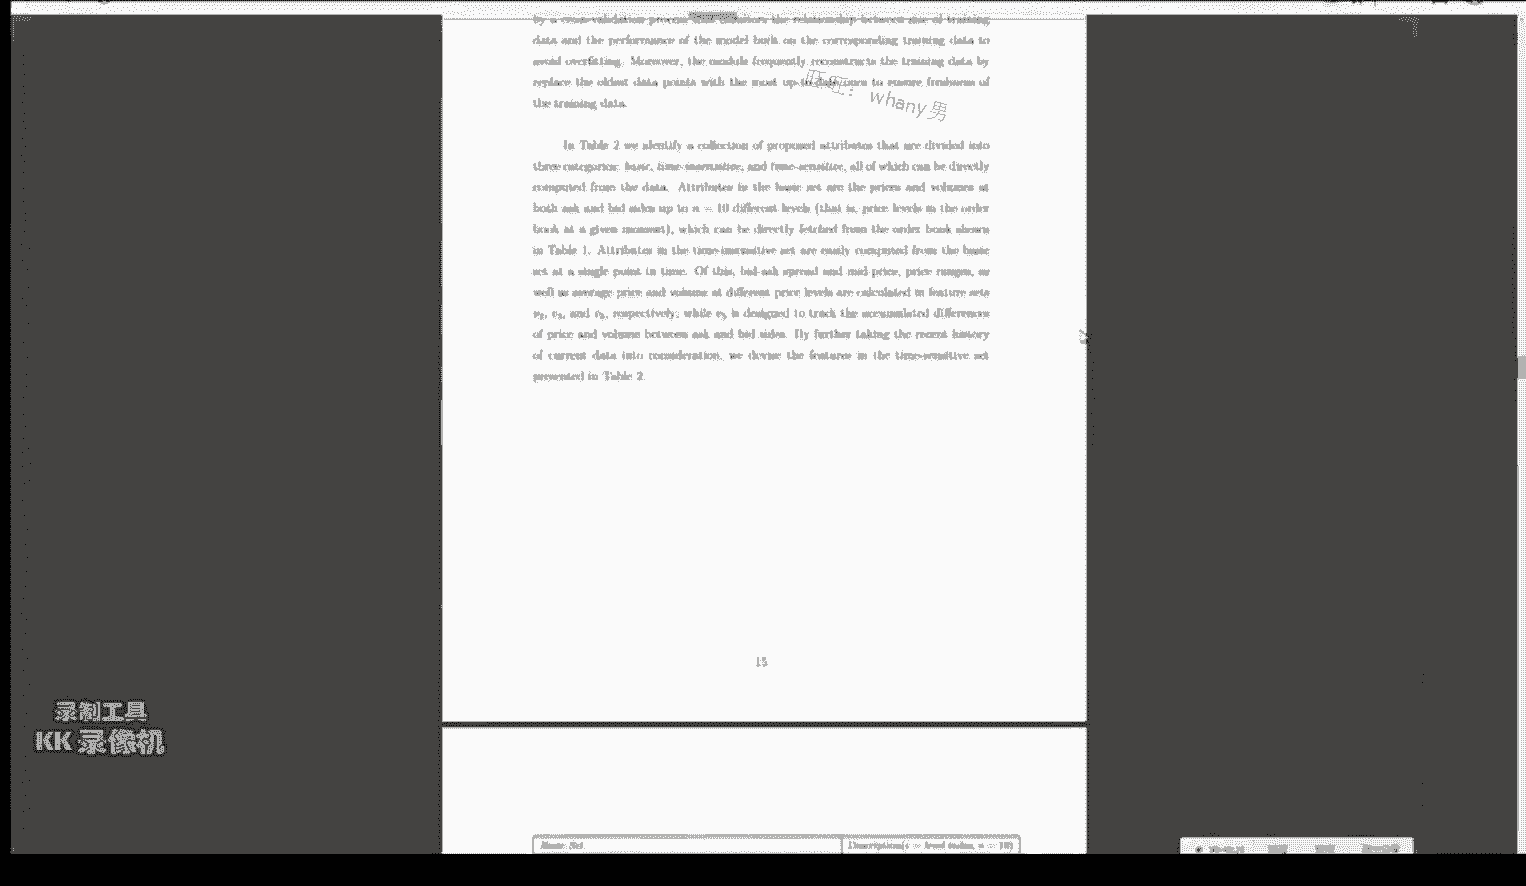 by a cross-validation process the relationship between size of training
data and the performance of the model both on the corresponding training data to
avoid overfitting. Moreover, the module frequently reconstructs the training data by
replace the oldest data points with the most up-to-date ones to ensure freshness of
the training data.
旺旺: whany男
In Table 2 we identify a collection of proposed attributes that are divided into
three categories: basic, time-insensitive, and time-sensitive, all of which can be directly
computed from the data. Attributes in the basic set are the prices and volumes at
both ask and bid sides up to n = 10 different levels (that is, price levels in the order
book at a given moment), which can be directly fetched from the order book shown
in Table 1. Attributes in the time-insensitive set are easily computed from the basic
set at a single point in time. Of this, bid-ask spread and mid-price, price ranges, as
well as average price and volume at different price levels are calculated in feature sets
v₂, v₃, and v₅, respectively; while v₅ is designed to track the accumulated differences
of price and volume between ask and bid sides. By further taking the recent history
of current data into consideration, we devise the features in the time-sensitive set
presented in Table 2.
15
录制工具
KK 录像机
Basic Set Description(i = level index, n = 10)